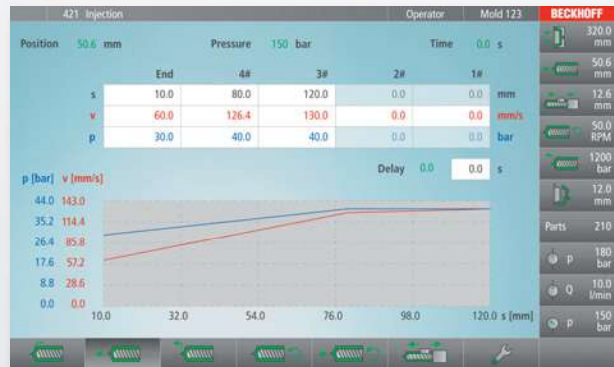 421 Injection Operator Mold 123 BECKHOFF
Position 50.6 mm Pressure 150 bar Time 0.0 s
End 4# 3# 2# 1#
s 10.0 80.0 120.0 0.0 0.0 mm
v 60.0 126.4 130.0 0.0 0.0 mm/s
p 30.0 40.0 40.0 0.0 0.0 bar
Delay 0.0 0.0 s
p [bar] v [mm/s]
44.0 143.0
35.2 114.4
26.4 85.8
17.6 57.2
8.8 28.6
0.0 0.0
10.0 32.0 54.0 76.0 98.0 120.0 s [mm]
320.0
mm
50.6
mm
12.6
mm
50.0
RPM
1200
bar
12.0
mm
Parts 210
p 180
bar
Q 10.0
l/min
p 150
bar